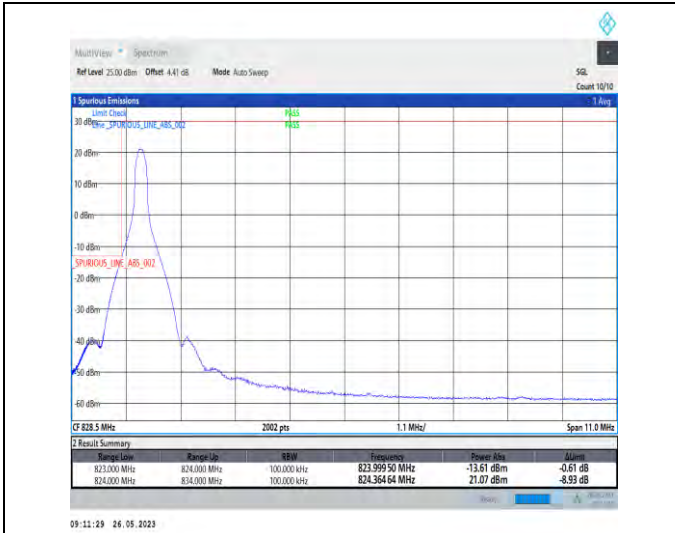 MultiView Spectrum
Ref Level 25.00 dBm Offset 4.41 dB Mode Auto Sweep SGL
Count 10/10
1 Spurious Emissions 1 Avg
Limit Check PASS
30 dBm Line _SPURIOUS_LINE_ABS_002 PASS
20 dBm
10 dBm
0 dBm
-10 dBm
_SPURIOUS_LINE_ABS_002
-20 dBm
-30 dBm
-40 dBm
-50 dBm
-60 dBm
CF 828.5 MHz 2002 pts 1.1 MHz/ Span 11.0 MHz
2 Result Summary
Range Low Range Up RBW Frequency Power Abs ΔLimit
823.000 MHz 824.000 MHz 100.000 kHz 823.99950 MHz -13.61 dBm -0.61 dB
824.000 MHz 834.000 MHz 100.000 kHz 824.36464 MHz 21.07 dBm -8.93 dB
09:11:29 26.05.2023